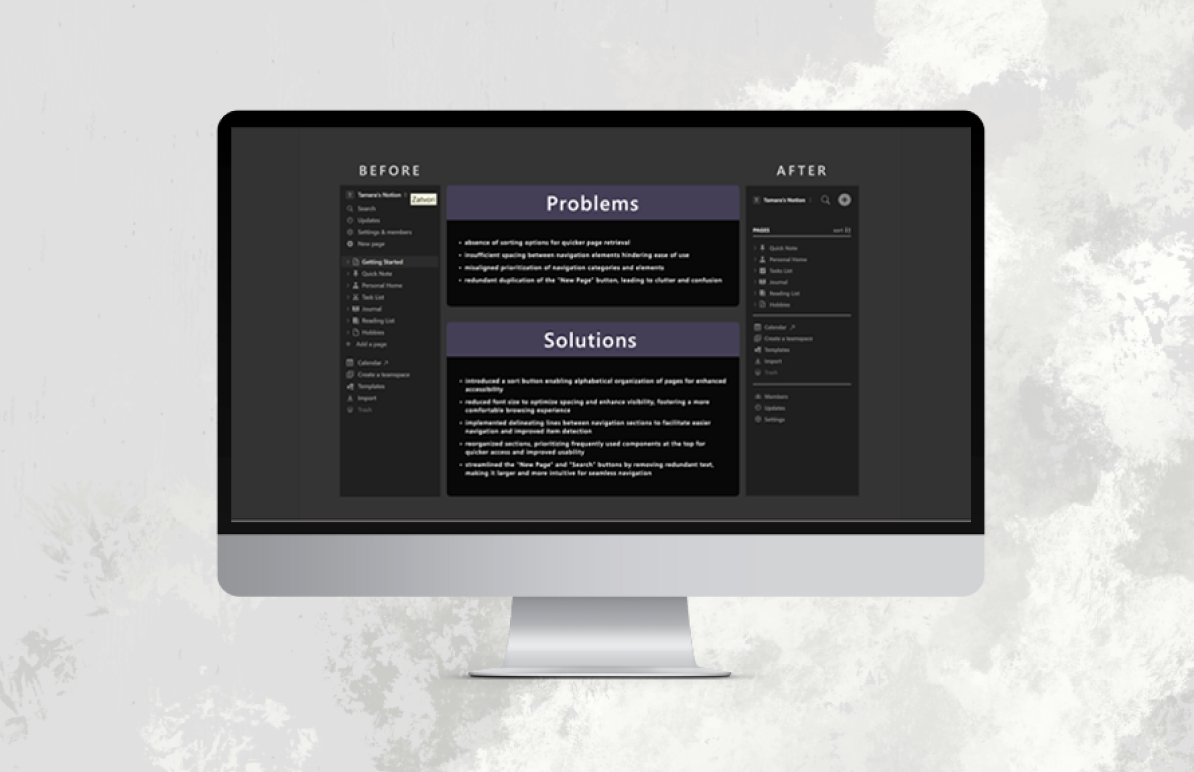 BEFORE
Tamara's Notion
Zatvori
Search
Updates
Settings & members
New page
Getting Started
Quick Note
Personal Home
Task List
Journal
Reading List
Hobbies
Add a page
Calendar ↗
Create a teamspace
Templates
Import
Trash
Problems
• absence of sorting options for quicker page retrieval
• insufficient spacing between navigation elements hindering ease of use
• misaligned prioritization of navigation categories and elements
• redundant duplication of the "New Page" button, leading to clutter and confusion
Solutions
• introduced a sort button enabling alphabetical organization of pages for enhanced
accessibility
• reduced font size to optimize spacing and enhance visibility, fostering a more
comfortable browsing experience
• implemented delineating lines between navigation sections to facilitate easier
navigation and improved item detection
• reorganized sections, prioritizing frequently used components at the top for
quicker access and improved usability
• streamlined the "New Page" and "Search" buttons by removing redundant text,
making it larger and more intuitive for seamless navigation
AFTER
Tamara's Notion
PAGES sort
Quick Note
Personal Home
Tasks List
Journal
Reading List
Hobbies
Calendar ↗
Create a teamspace
Templates
Import
Trash
Members
Updates
Settings